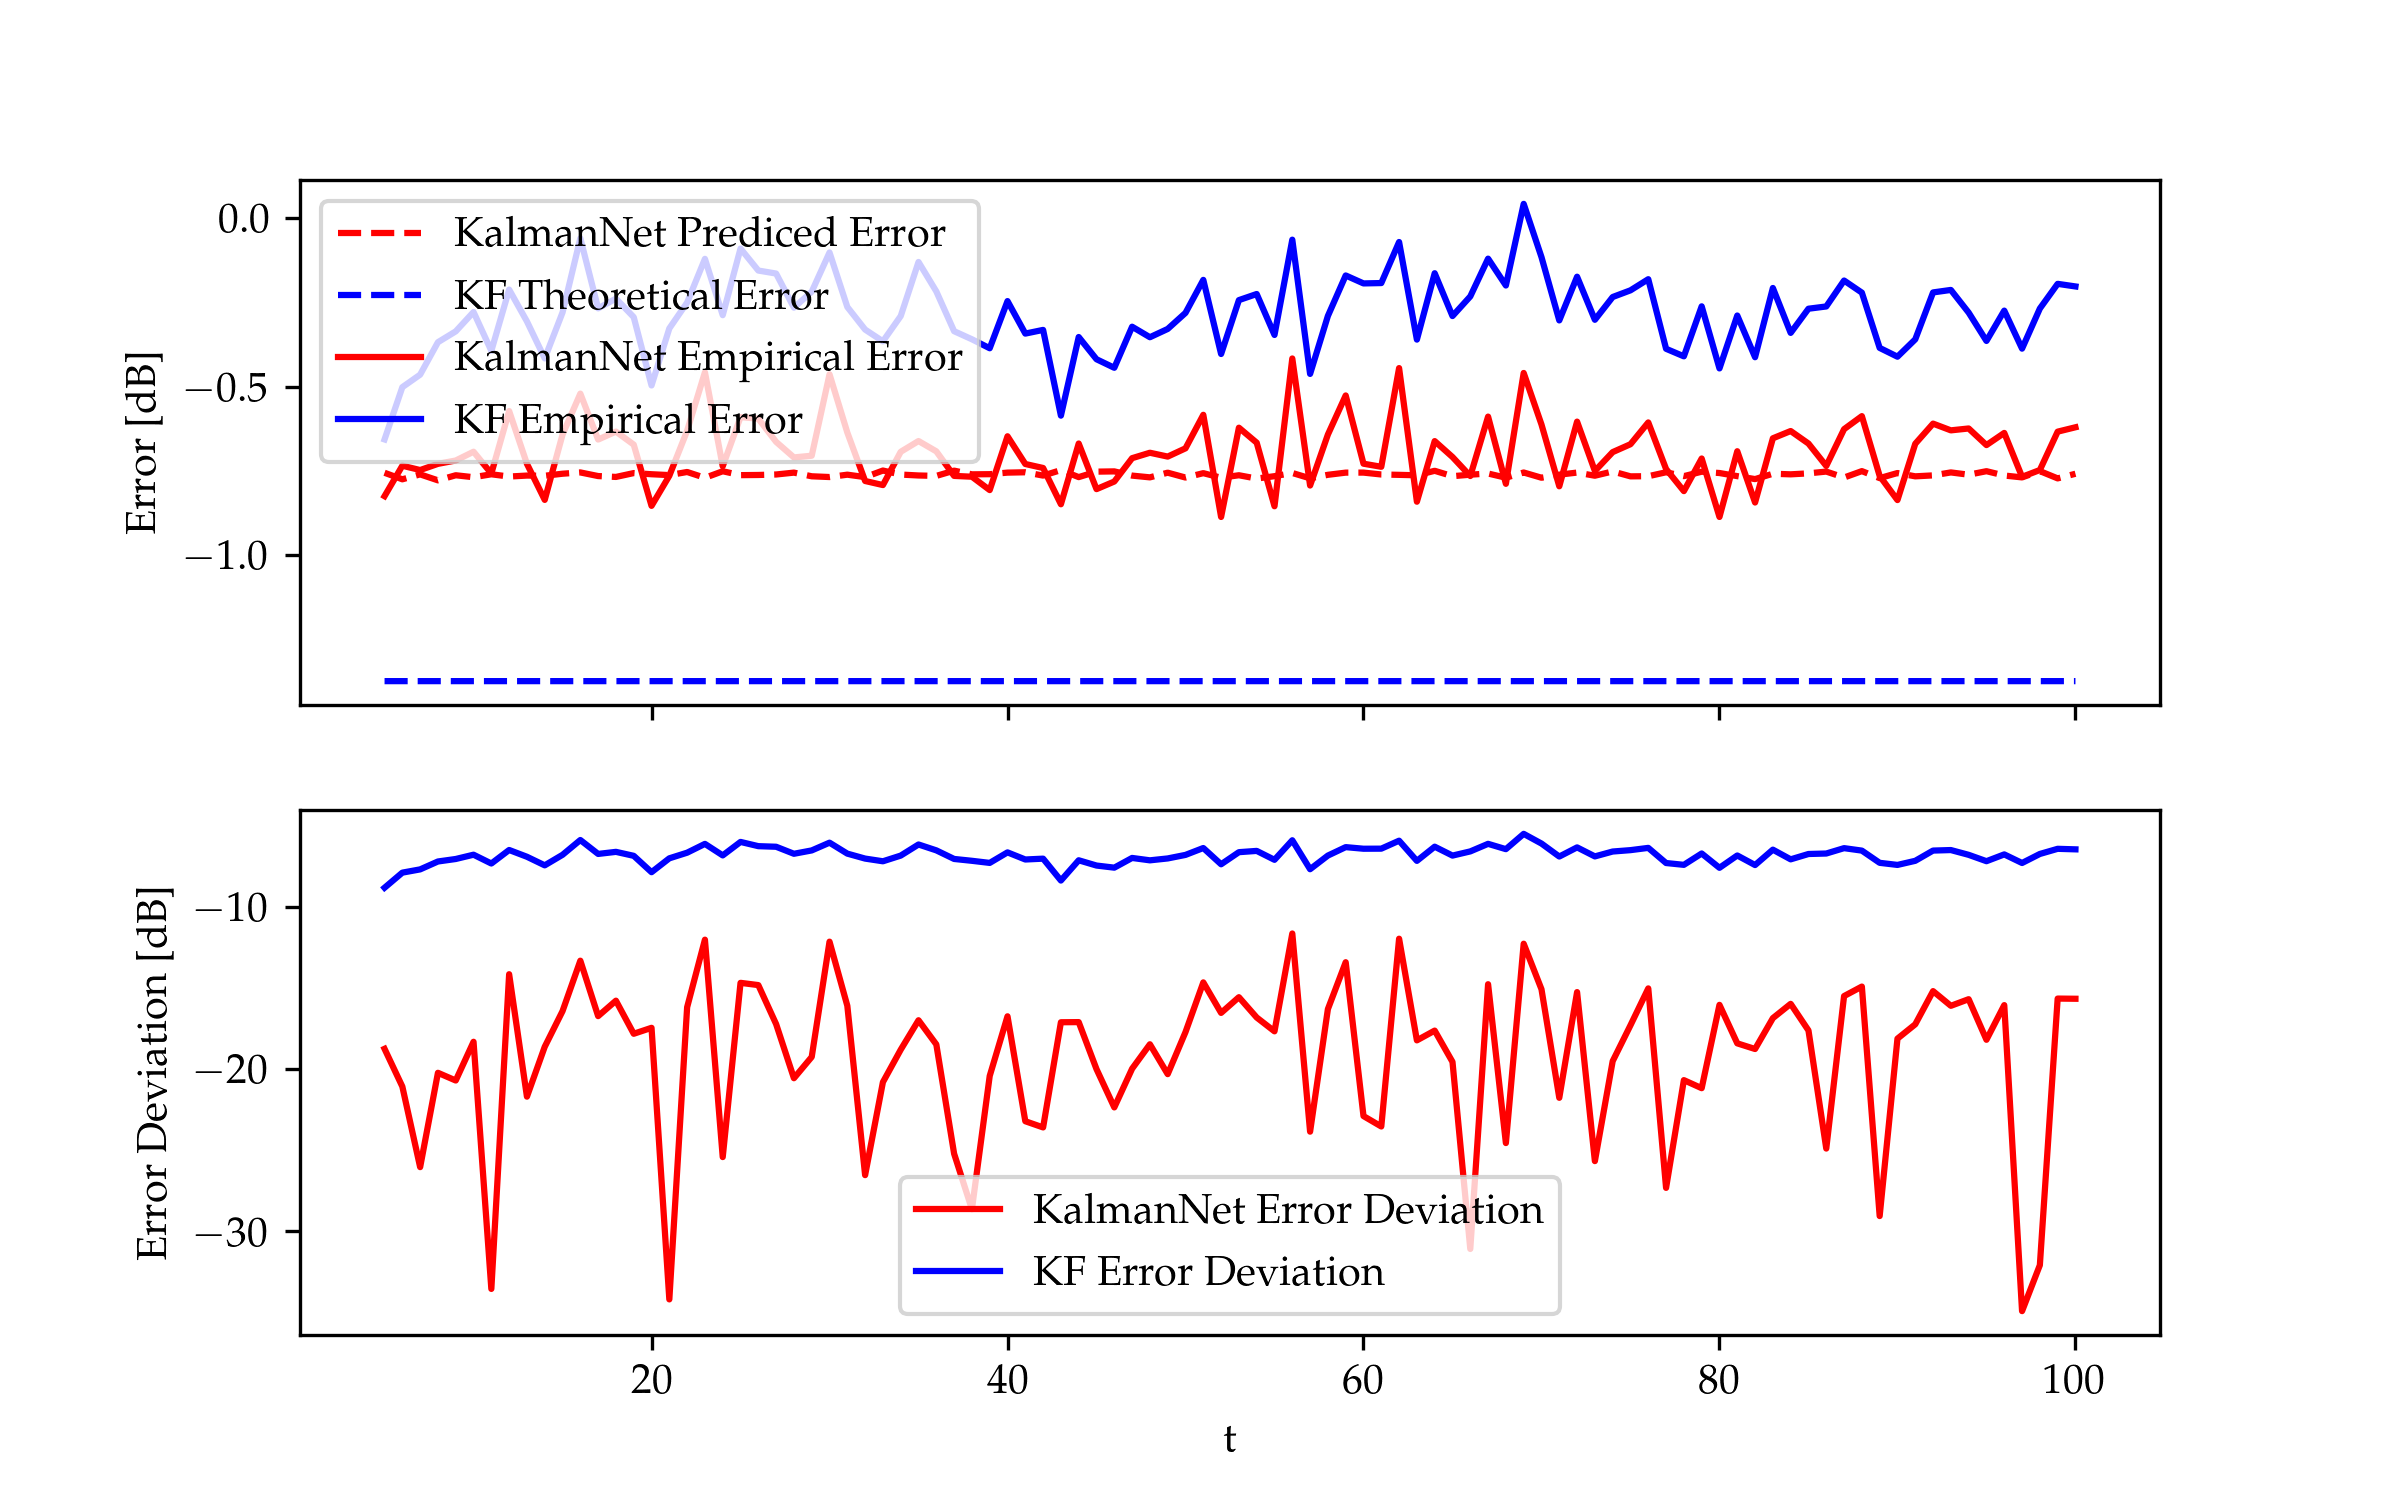 0.0
−0.5
−1.0
Error [dB]
KalmanNet Prediced Error
KF Theoretical Error
KalmanNet Empirical Error
KF Empirical Error
−10
−20
−30
Error Deviation [dB]
KalmanNet Error Deviation
KF Error Deviation
20 40 60 80 100
t